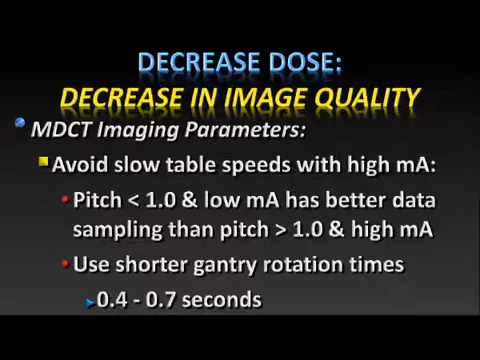 DECREASE DOSE:
DECREASE IN IMAGE QUALITY
MDCT Imaging Parameters:
Avoid slow table speeds with high mA:
Pitch < 1.0 & low mA has better data
sampling than pitch > 1.0 & high mA
Use shorter gantry rotation times
0.4 - 0.7 seconds